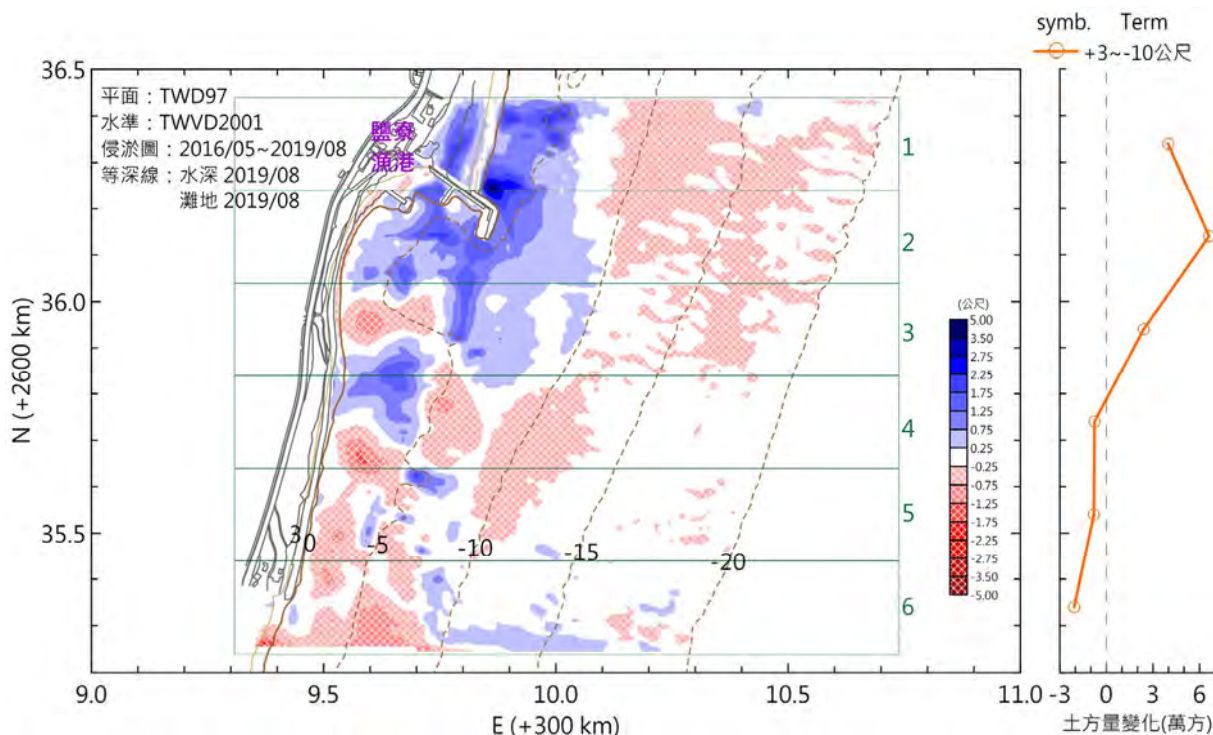 symb. Term
+3~-10公尺
36.5
平面：TWD97
水準：TWVD2001
侵淤圖：2016/05~2019/08
等深線：水深 2019/08
灘地 2019/08
鹽寮
漁港
1
2
36.0
3
(公尺)
5.00
3.50
2.75
2.25
1.75
1.25
0.75
0.25
-0.25
-0.75
-1.25
-1.75
-2.25
-2.75
-3.50
-5.00
4
N (+2600 km)
5
35.5
3 0 -5 -10 -15 -20
6
9.0 9.5 10.0 10.5 11.0
E (+300 km)
-3 0 3 6
土方量變化(萬方)